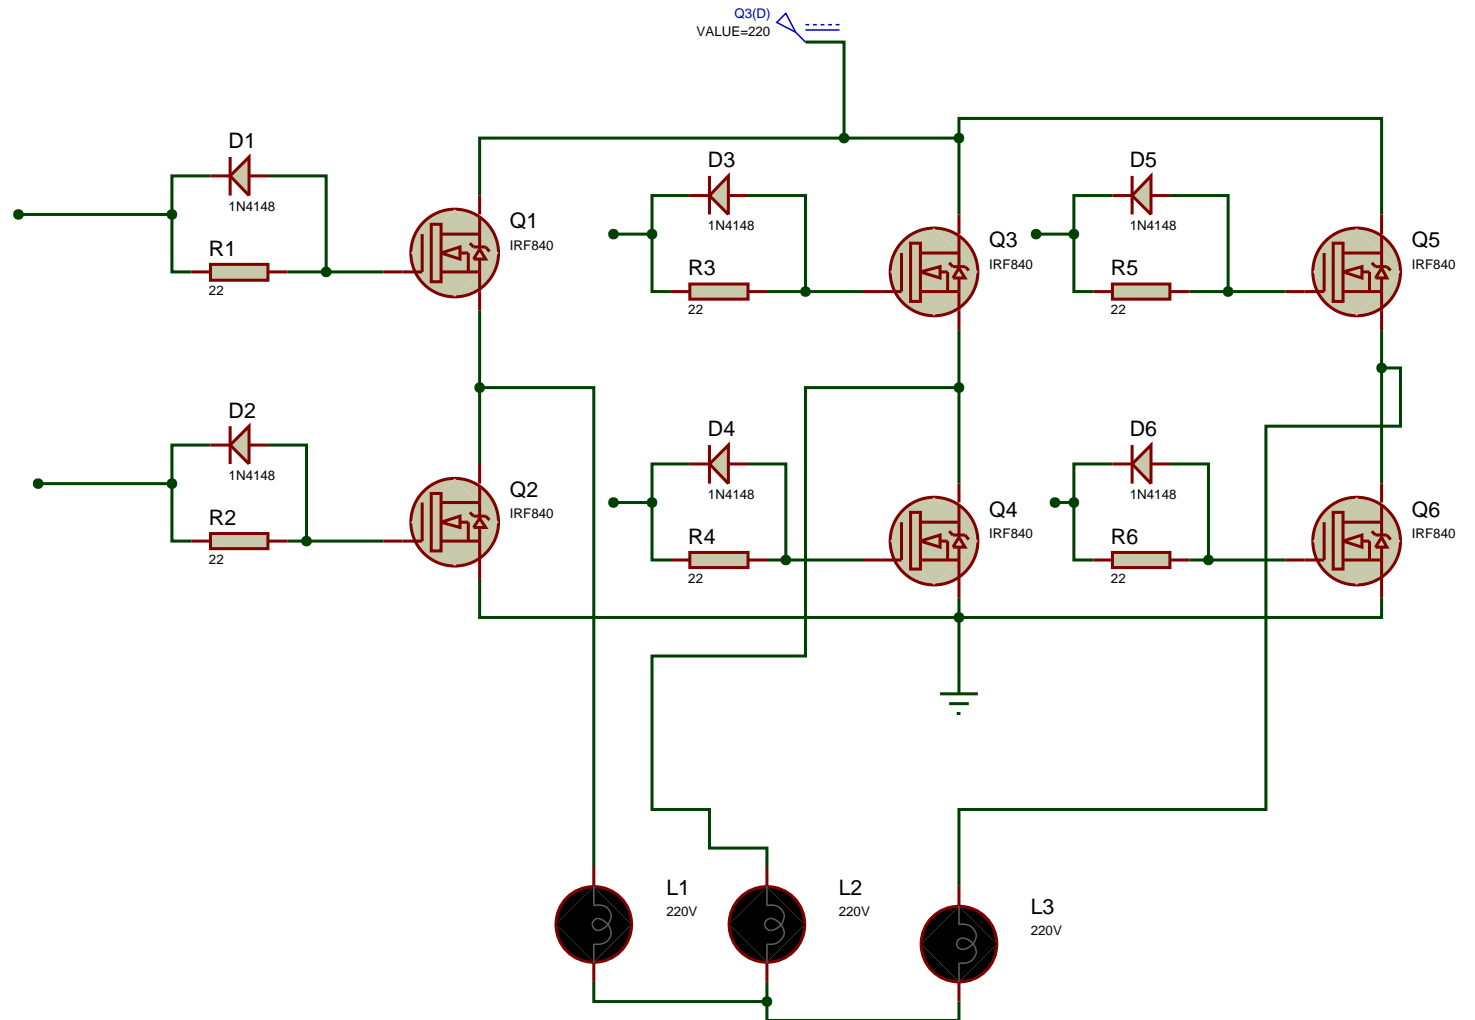 Q3(D)
VALUE=220
D1
1N4148
R1
22
Q1
IRF840
D3
1N4148
R3
22
Q3
IRF840
D5
1N4148
R5
22
Q5
IRF840
D2
1N4148
R2
22
Q2
IRF840
D4
1N4148
R4
22
Q4
IRF840
D6
1N4148
R6
22
Q6
IRF840
L1
220V
L2
220V
L3
220V